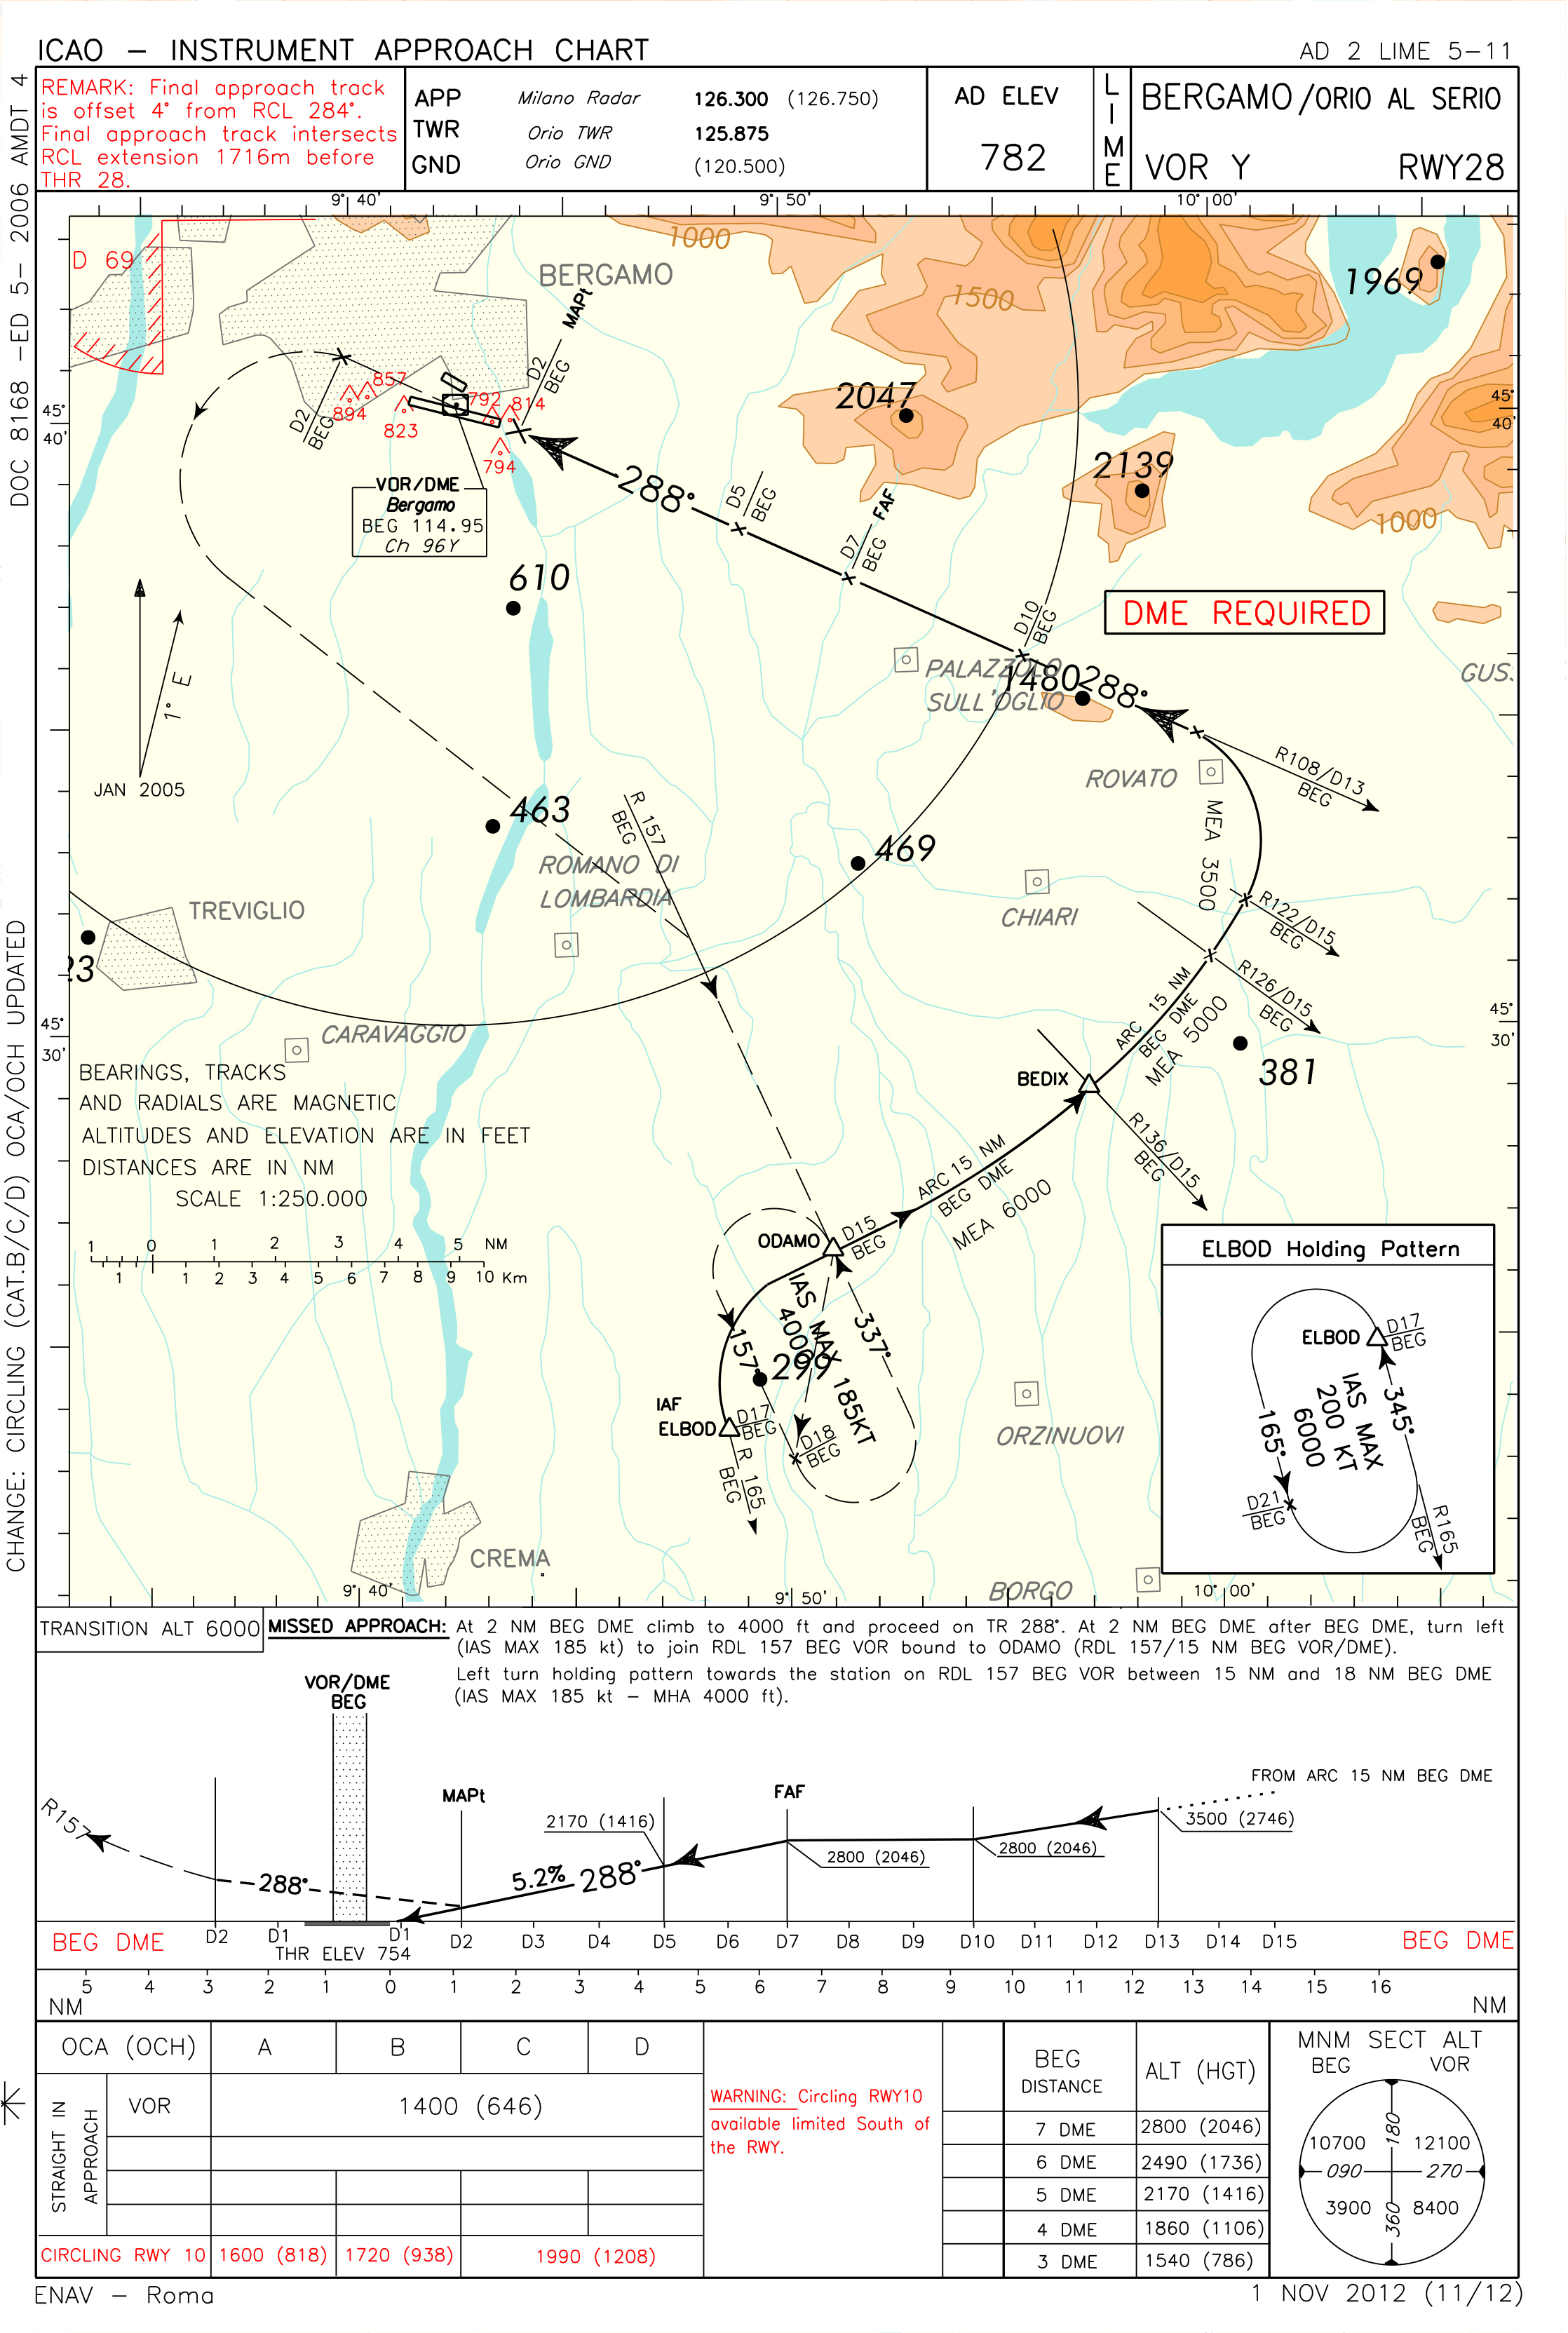 ICAO – INSTRUMENT APPROACH CHART
AD 2 LIME 5–11
REMARK: Final approach track
is offset 4° from RCL 284°.
Final approach track intersects
RCL extension 1716m before
THR 28.
APP Milano Radar 126.300 (126.750)
TWR Orio TWR 125.875
GND Orio GND (120.500)
AD ELEV
782
LIME
BERGAMO/ORIO AL SERIO
VOR Y RWY28
DOC 8168 –ED 5– 2006 AMDT 4
CHANGE: CIRCLING (CAT.B/C/D) OCA/OCH UPDATED
9° 40'
9° 50'
10° 00'
D 69
BERGAMO
1000
1500
1969
MAPt
D2
BEG
857
894
823
792
814
794
D2
BEG
45°
40'
45°
40'
2047
2139
1000
VOR/DME
Bergamo
BEG 114.95
Ch 96Y
288°
D5
BEG
D7
BEG
FAF
610
D10
BEG
DME REQUIRED
PALAZZOLO
SULL'OGLIO
1480
288°
GUS
1° E
JAN 2005
ROVATO
R108/D13
BEG
MEA 3500
463
R 157
BEG
469
ROMANO DI
LOMBARDIA
TREVIGLIO
CHIARI
R122/D15
BEG
23
R126/D15
BEG
45°
30'
45°
30'
CARAVAGGIO
ARC 15 NM
BEG DME
MEA 5000
381
BEDIX
R136/D15
BEG
BEARINGS, TRACKS
AND RADIALS ARE MAGNETIC
ALTITUDES AND ELEVATION ARE IN FEET
DISTANCES ARE IN NM
SCALE 1:250.000
1 0 1 2 3 4 5 NM
1 1 2 3 4 5 6 7 8 9 10 Km
ARC 15 NM
BEG DME
MEA 6000
ODAMO
D15
BEG
IAS MAX 185KT
4000
337°
157°
299
IAF
ELBOD
D17
BEG
D18
BEG
R 165
BEG
ORZINUOVI
CREMA
BORGO
ELBOD Holding Pattern
ELBOD
D17
BEG
IAS MAX
200 KT
6000
345°
165°
D21
BEG
R165
BEG
9° 40'
9° 50'
10° 00'
TRANSITION ALT 6000
MISSED APPROACH: At 2 NM BEG DME climb to 4000 ft and proceed on TR 288°. At 2 NM BEG DME after BEG DME, turn left
(IAS MAX 185 kt) to join RDL 157 BEG VOR bound to ODAMO (RDL 157/15 NM BEG VOR/DME).
Left turn holding pattern towards the station on RDL 157 BEG VOR between 15 NM and 18 NM BEG DME
(IAS MAX 185 kt – MHA 4000 ft).
VOR/DME
BEG
R157
288°
MAPt
5.2% 288°
2170 (1416)
FAF
2800 (2046)
2800 (2046)
FROM ARC 15 NM BEG DME
3500 (2746)
BEG DME D2 D1 D1 D2 D3 D4 D5 D6 D7 D8 D9 D10 D11 D12 D13 D14 D15 BEG DME
THR ELEV 754
5 4 3 2 1 0 1 2 3 4 5 6 7 8 9 10 11 12 13 14 15 16
NM NM
OCA (OCH) A B C D
STRAIGHT IN
APPROACH
VOR 1400 (646)
CIRCLING RWY 10 1600 (818) 1720 (938) 1990 (1208)
WARNING: Circling RWY10
available limited South of
the RWY.
BEG
DISTANCE
ALT (HGT)
7 DME 2800 (2046)
6 DME 2490 (1736)
5 DME 2170 (1416)
4 DME 1860 (1106)
3 DME 1540 (786)
MNM SECT ALT
BEG VOR
10700 180 12100
090 270
3900 360 8400
ENAV – Roma
1 NOV 2012 (11/12)